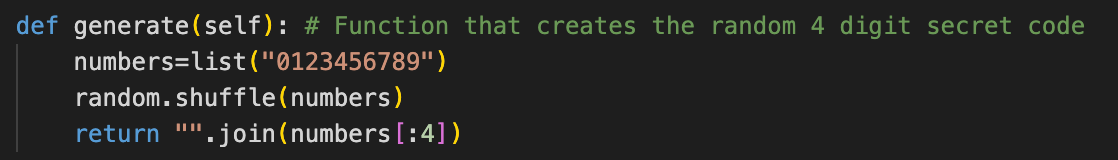 def generate(self): # Function that creates the random 4 digit secret code
    numbers=list("0123456789")
    random.shuffle(numbers)
    return "".join(numbers[:4])